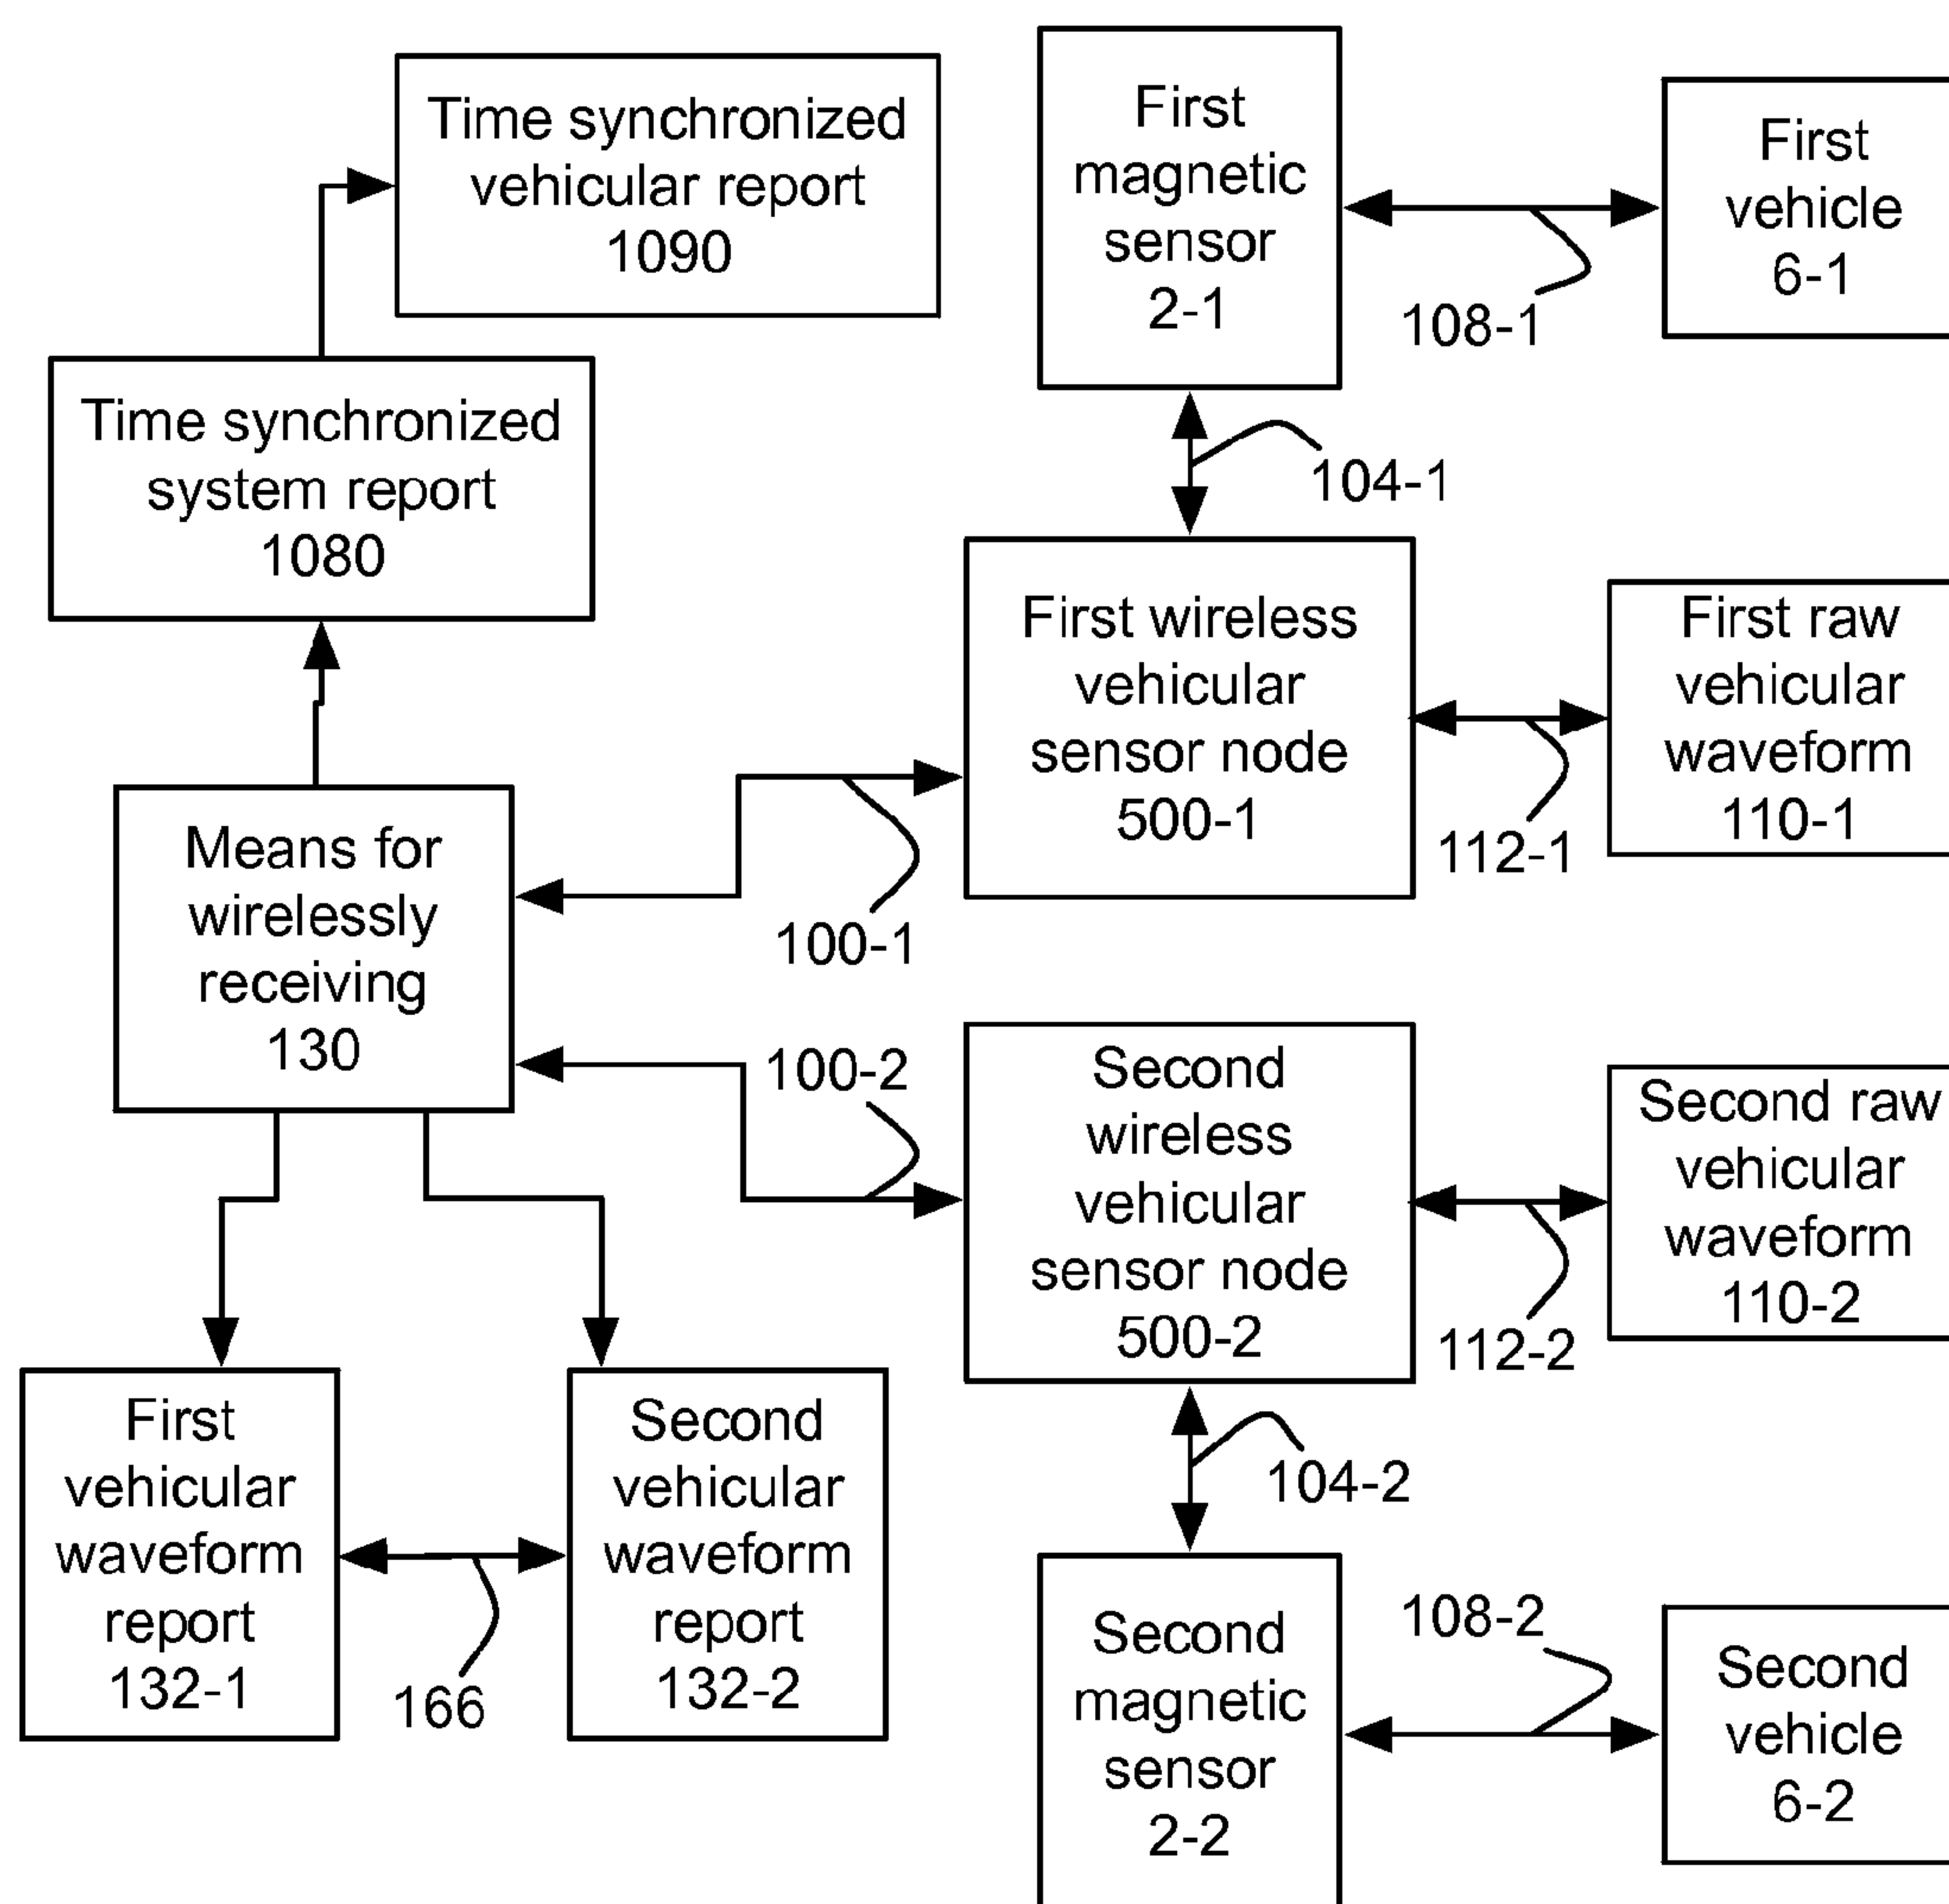 Time synchronized
vehicular report
1090
Time synchronized
system report
1080
Means for
wirelessly
receiving
130
First
vehicular
waveform
report
132-1
166
Second
vehicular
waveform
report
132-2
First
magnetic
sensor
2-1
108-1
First
vehicle
6-1
104-1
First wireless
vehicular
sensor node
500-1
100-1
112-1
First raw
vehicular
waveform
110-1
100-2
Second
wireless
vehicular
sensor node
500-2
112-2
Second raw
vehicular
waveform
110-2
104-2
Second
magnetic
sensor
2-2
108-2
Second
vehicle
6-2